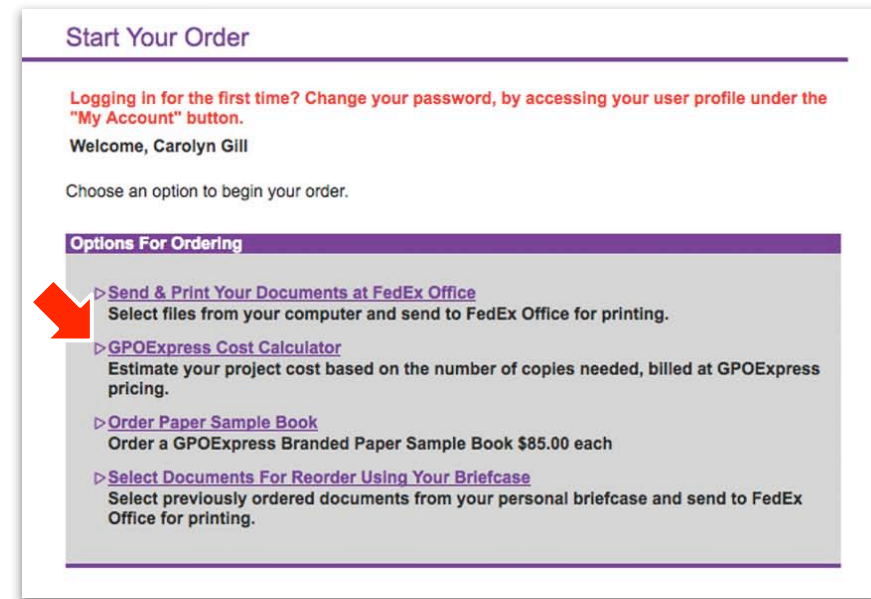 Start Your Order
Logging in for the first time? Change your password, by accessing your user profile under the
"My Account" button.
Welcome, Carolyn Gill
Choose an option to begin your order.
Options For Ordering
Send & Print Your Documents at FedEx Office
Select files from your computer and send to FedEx Office for printing.
GPOExpress Cost Calculator
Estimate your project cost based on the number of copies needed, billed at GPOExpress
pricing.
Order Paper Sample Book
Order a GPOExpress Branded Paper Sample Book $85.00 each
Select Documents For Reorder Using Your Briefcase
Select previously ordered documents from your personal briefcase and send to FedEx
Office for printing.